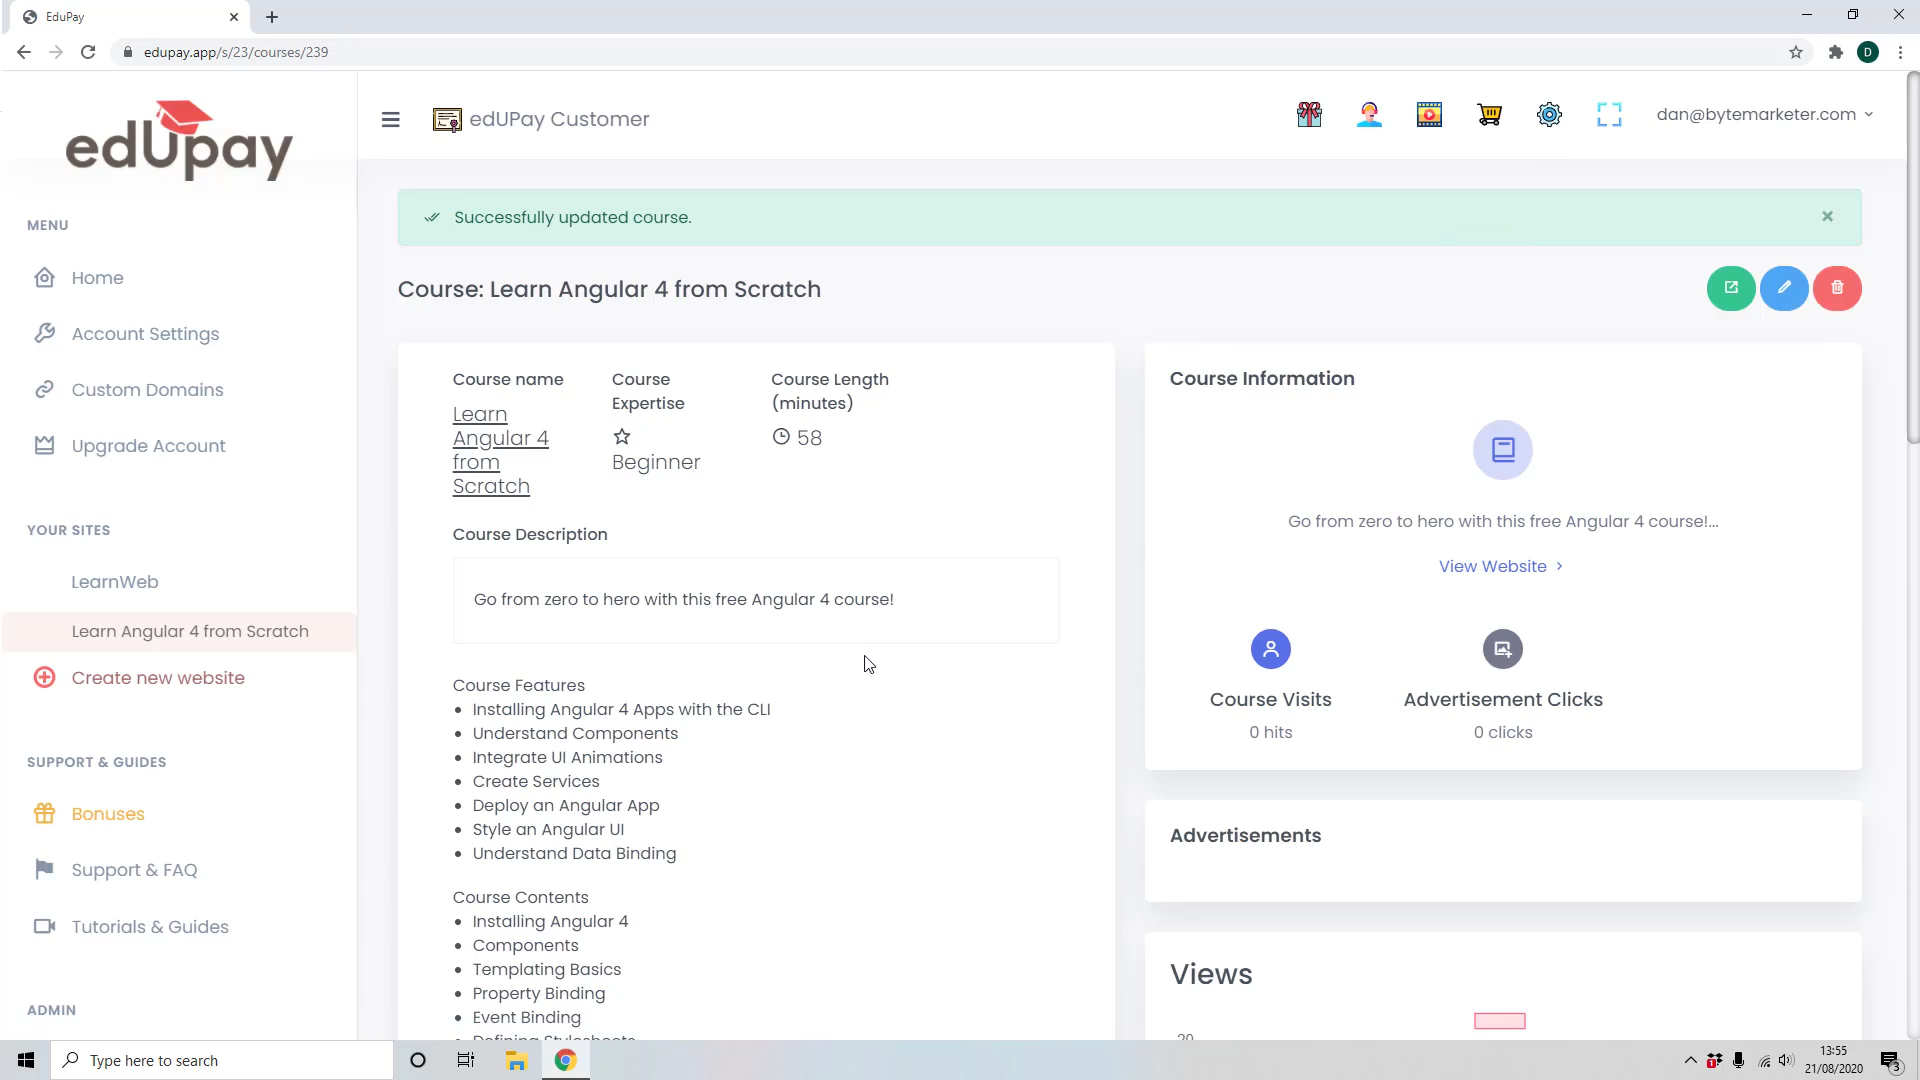 EduPay
edupay.app/s/23/courses/239
D
edUpay
edUPay Customer
dan@bytemarketer.com
MENU
Home
Account Settings
Custom Domains
Upgrade Account
YOUR SITES
LearnWeb
Learn Angular 4 from Scratch
Create new website
SUPPORT & GUIDES
Bonuses
Support & FAQ
Tutorials & Guides
ADMIN
Successfully updated course.
Course: Learn Angular 4 from Scratch
Course name
Learn
Angular 4
from
Scratch
Course
Expertise
Beginner
Course Length
(minutes)
58
Course Description
Go from zero to hero with this free Angular 4 course!
Course Features
Installing Angular 4 Apps with the CLI
Understand Components
Integrate UI Animations
Create Services
Deploy an Angular App
Style an Angular UI
Understand Data Binding
Course Contents
Installing Angular 4
Components
Templating Basics
Property Binding
Event Binding
Defining Stylesheets
Course Information
Go from zero to hero with this free Angular 4 course!...
View Website
Course Visits
0 hits
Advertisement Clicks
0 clicks
Advertisements
Views
20
Type here to search
13:55
21/08/2020
3